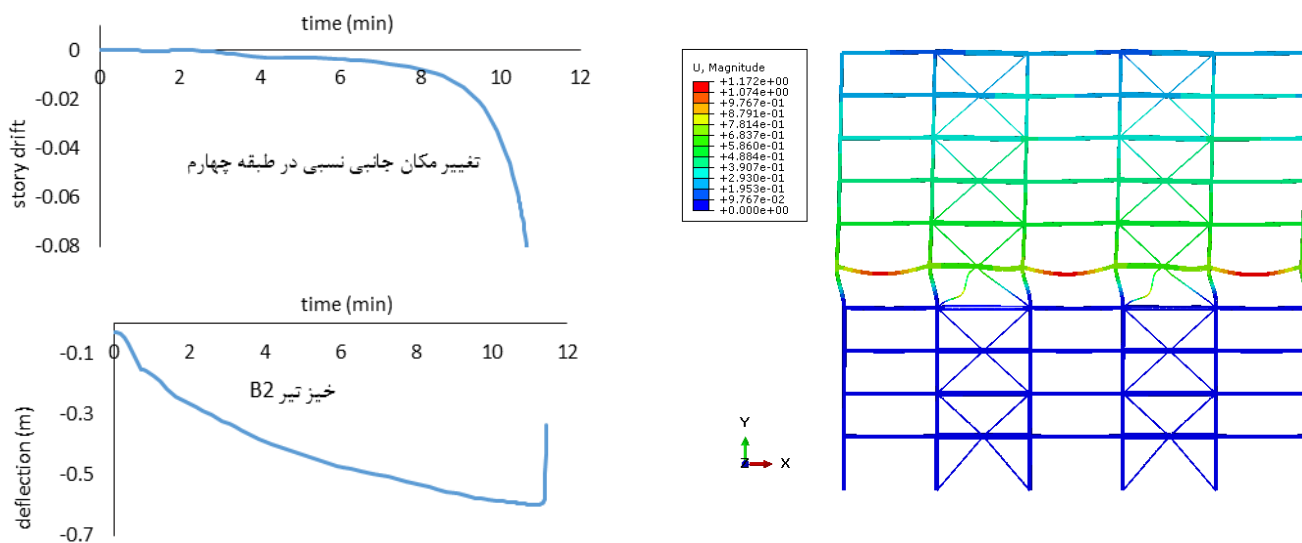 time (min)
0
0 2 4 6 8 10 12
-0.02
-0.04
-0.06
-0.08
story drift
تغییر مکان جانبی نسبی در طبقه چهارم
time (min)
0 2 4 6 8 10 12
-0.1
-0.3
-0.5
-0.7
deflection (m)
خیز تیر B2
U, Magnitude
+1.172e+00
+1.074e+00
+9.767e-01
+8.791e-01
+7.814e-01
+6.837e-01
+5.860e-01
+4.884e-01
+3.907e-01
+2.930e-01
+1.953e-01
+9.767e-02
+0.000e+00
Y
Z X